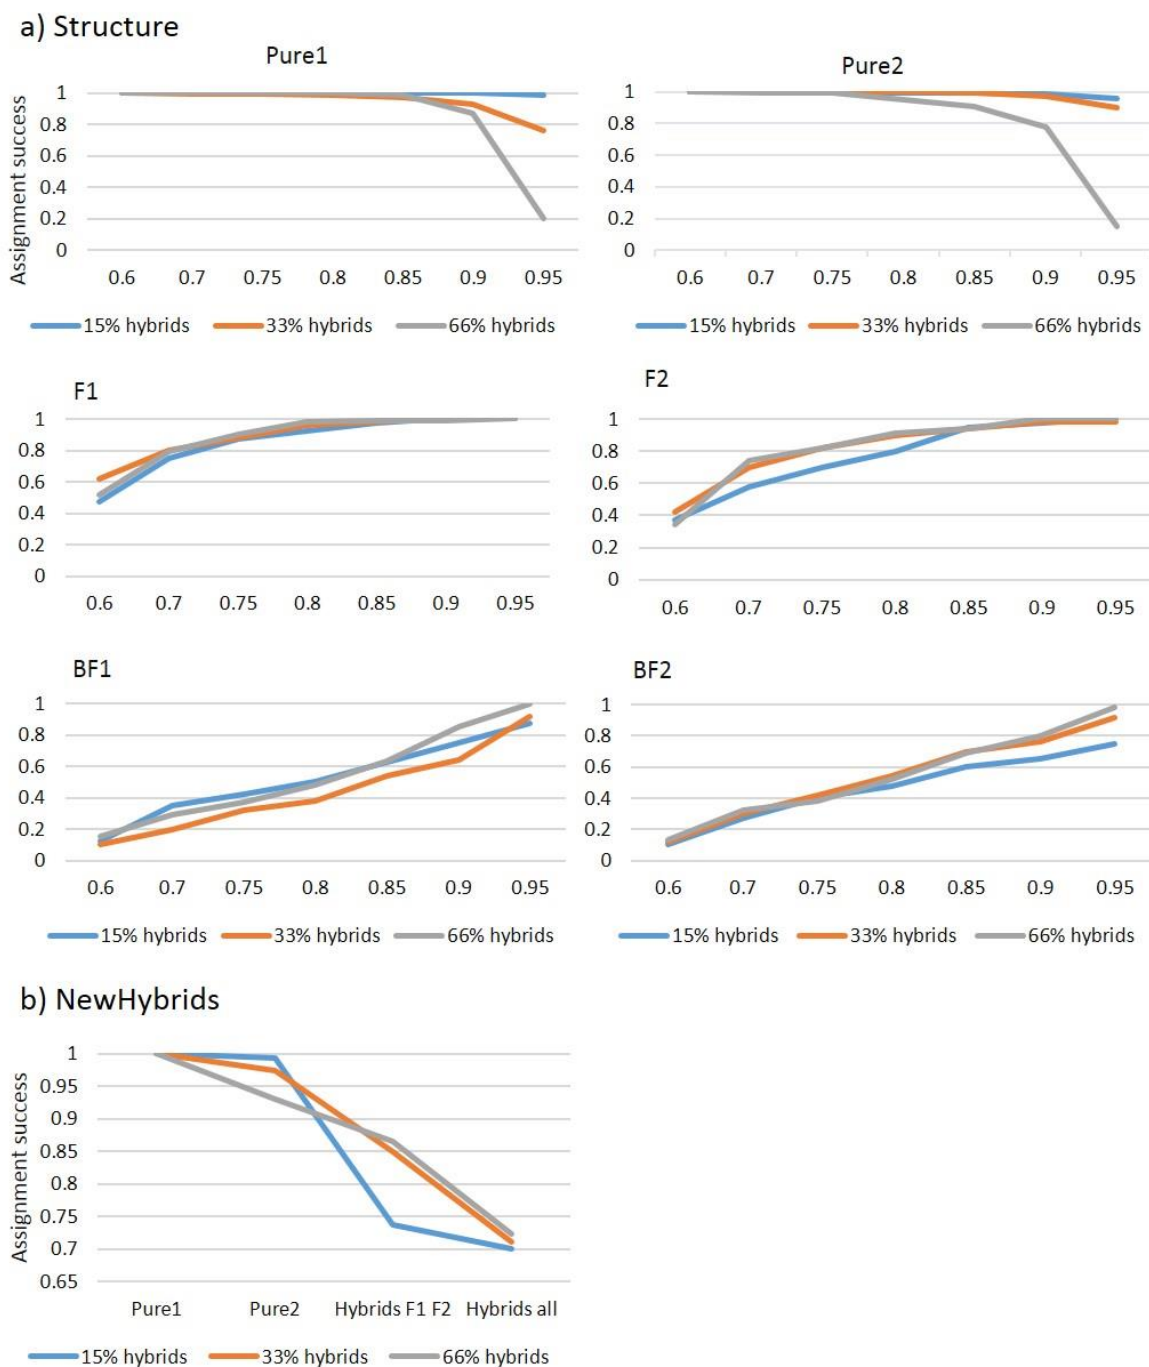 a) Structure
Pure1
Pure2
Assignment success
1
0.8
0.6
0.4
0.2
0
0.6 0.7 0.75 0.8 0.85 0.9 0.95
15% hybrids 33% hybrids 66% hybrids
1
0.8
0.6
0.4
0.2
0
0.6 0.7 0.75 0.8 0.85 0.9 0.95
15% hybrids 33% hybrids 66% hybrids
F1
1
0.8
0.6
0.4
0.2
0
0.6 0.7 0.75 0.8 0.85 0.9 0.95
F2
1
0.8
0.6
0.4
0.2
0
0.6 0.7 0.75 0.8 0.85 0.9 0.95
BF1
1
0.8
0.6
0.4
0.2
0
0.6 0.7 0.75 0.8 0.85 0.9 0.95
15% hybrids 33% hybrids 66% hybrids
BF2
1
0.8
0.6
0.4
0.2
0
0.6 0.7 0.75 0.8 0.85 0.9 0.95
15% hybrids 33% hybrids 66% hybrids
b) NewHybrids
Assignment success
1
0.95
0.9
0.85
0.8
0.75
0.7
0.65
Pure1 Pure2 Hybrids F1 F2 Hybrids all
15% hybrids 33% hybrids 66% hybrids